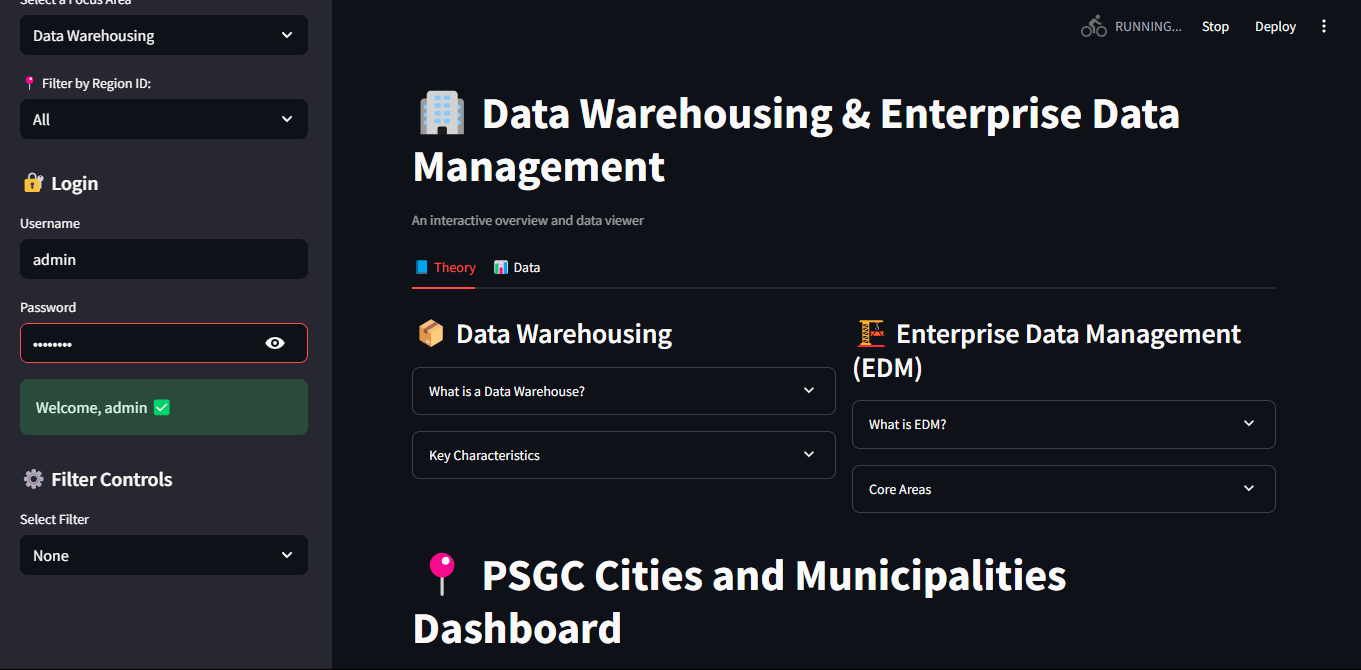 Select a Focus Area
Data Warehousing
Filter by Region ID:
All
Login
Username
admin
Password
••••••••
Welcome, admin ✅
Filter Controls
Select Filter
None
RUNNING...
Stop
Deploy
Data Warehousing & Enterprise Data
Management
An interactive overview and data viewer
Theory
Data
Data Warehousing
What is a Data Warehouse?
Key Characteristics
Enterprise Data Management
(EDM)
What is EDM?
Core Areas
PSGC Cities and Municipalities
Dashboard